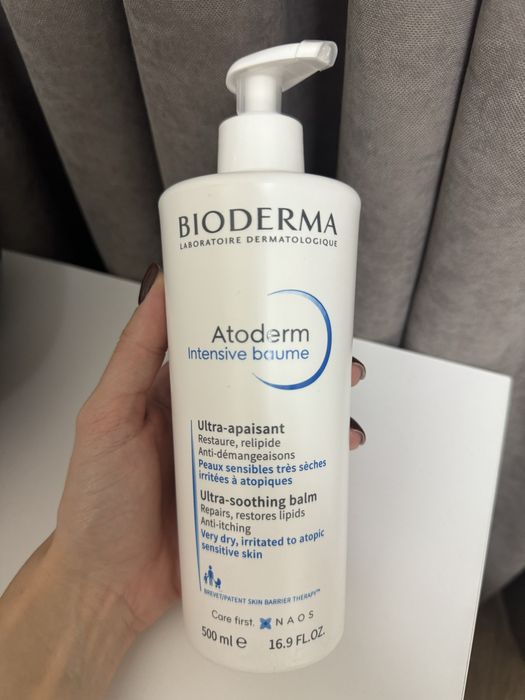 BIODERMA
LABORATOIRE DERMATOLOGIQUE
Atoderm
Intensive baume
Ultra-apaisant
Restaure, relipide
Anti-démangeaisons
Peaux sensibles très sèches
irritées à atopiques
Ultra-soothing balm
Repairs, restores lipids
Anti-itching
Very dry, irritated to atopic
sensitive skin
BREVET/PATENT SKIN BARRIER THERAPY™
Care first. NAOS
500 ml e 16.9 FL.OZ.